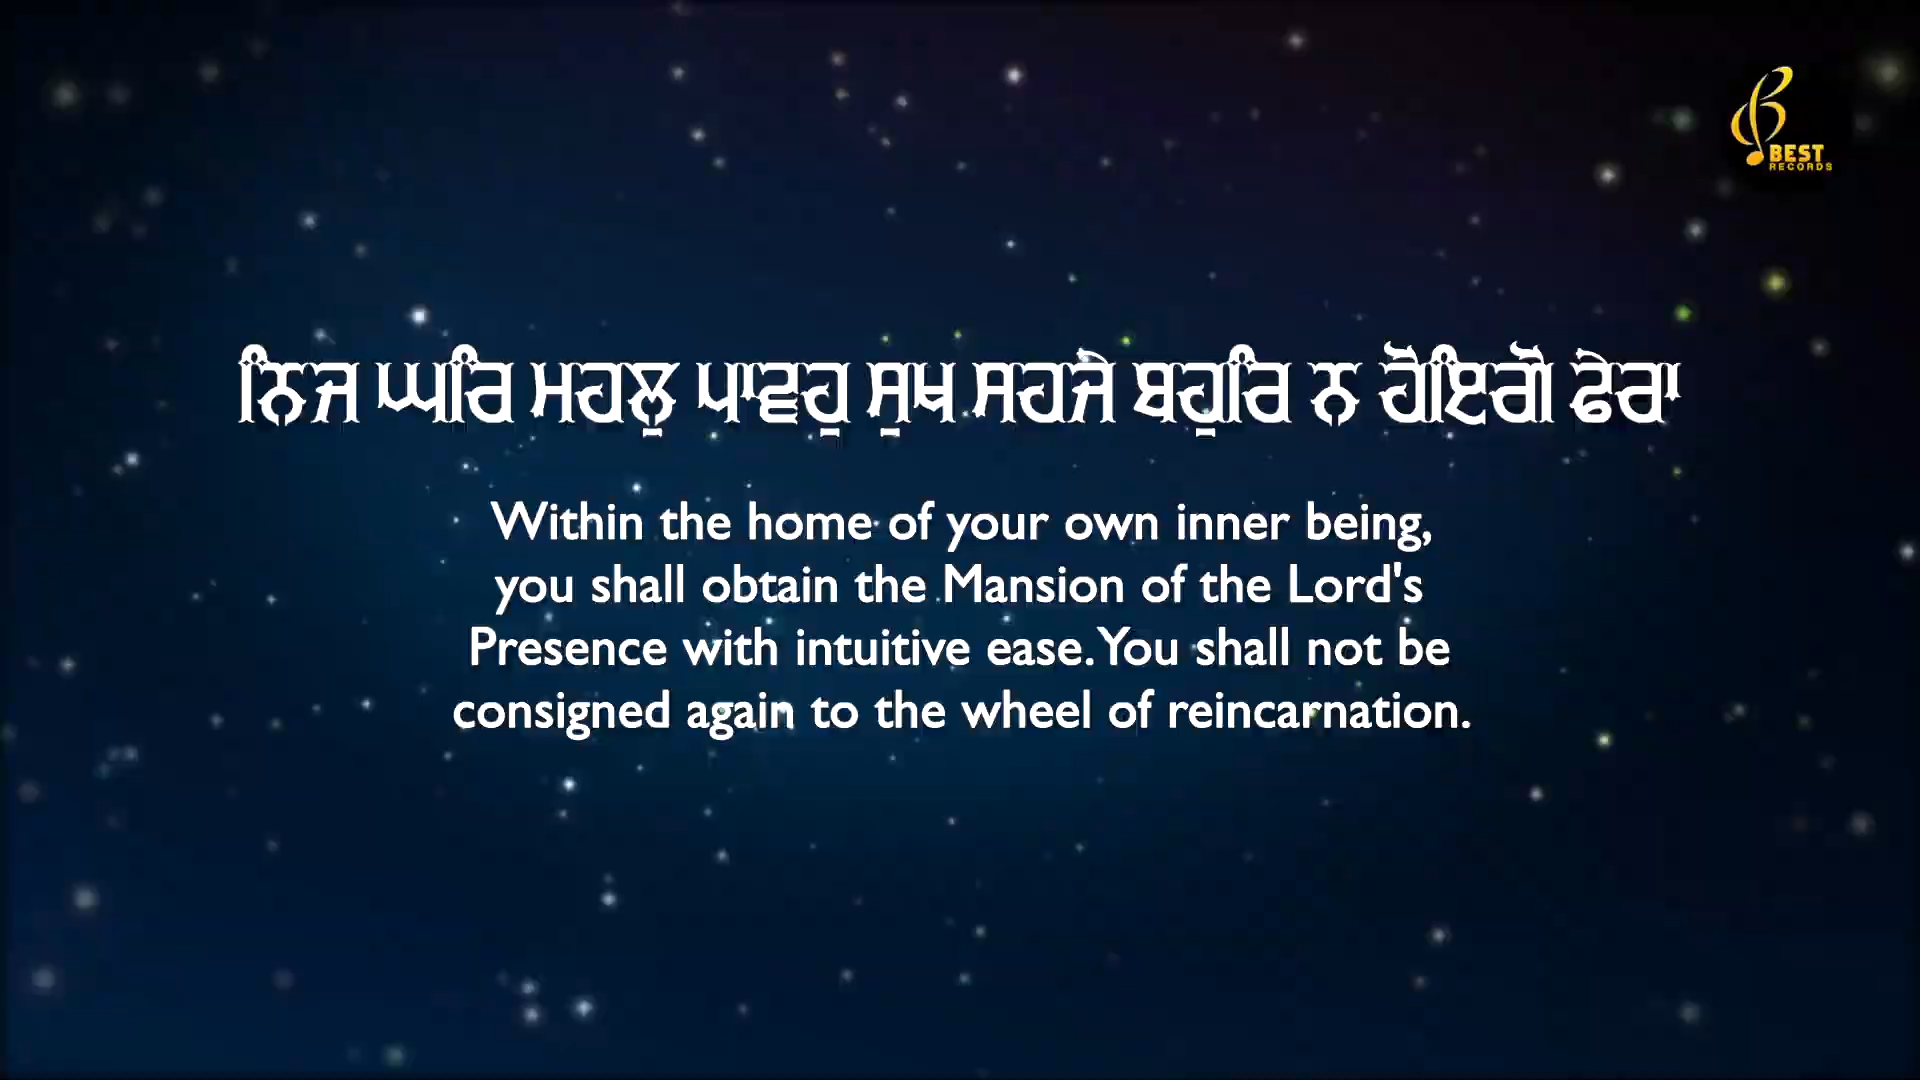 BEST
RECORDS
ਨਿਜ ਘਰਿ ਮਹਲੁ ਪਾਵਹੁ ਸੁਖ ਸਹਜੇ ਬਹੁਰਿ ਨ ਹੋਇਗੋ ਫੇਰਾ
Within the home of your own inner being,
you shall obtain the Mansion of the Lord's
Presence with intuitive ease. You shall not be
consigned again to the wheel of reincarnation.